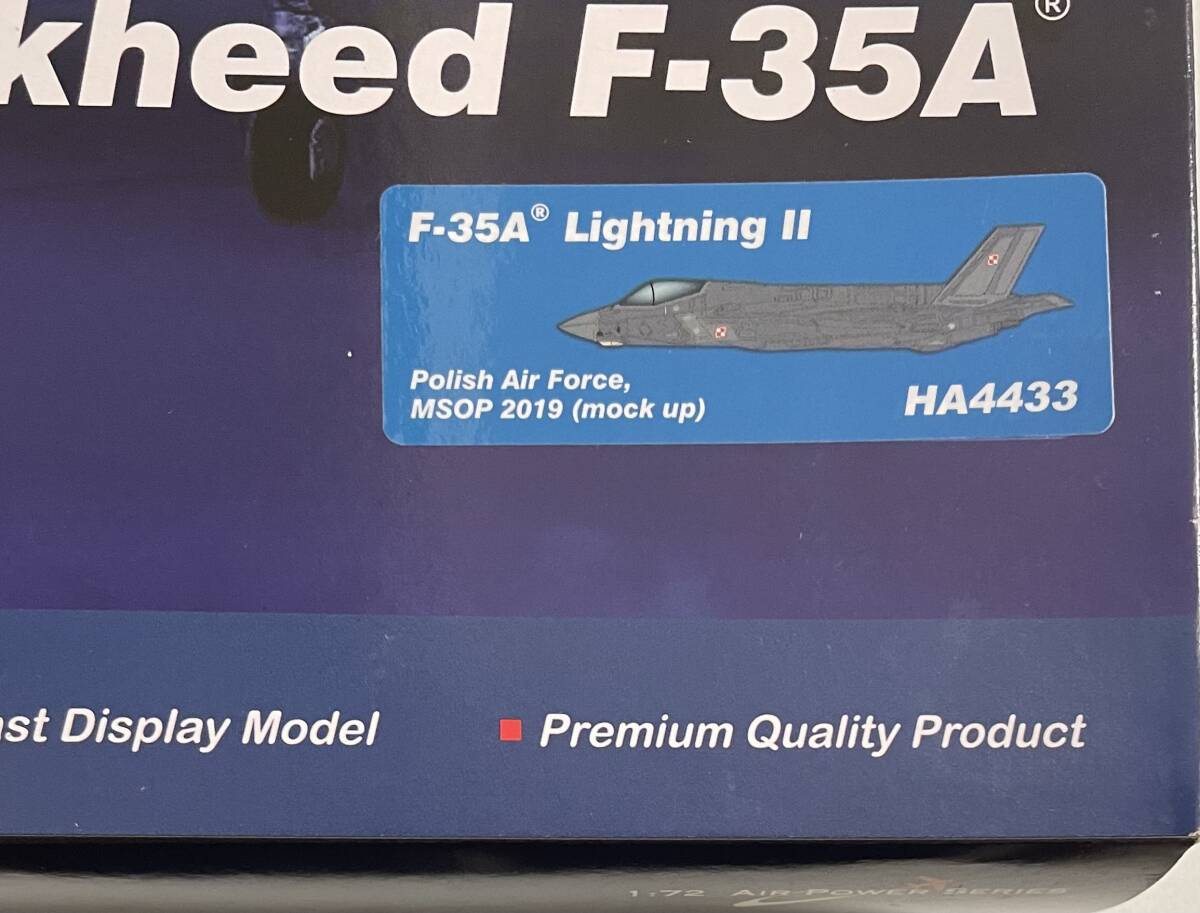 kheed F-35A®
F-35A® Lightning II
Polish Air Force,
MSOP 2019 (mock up)
HA4433
ast Display Model
Premium Quality Product
1:72 AIR POWER SERIES